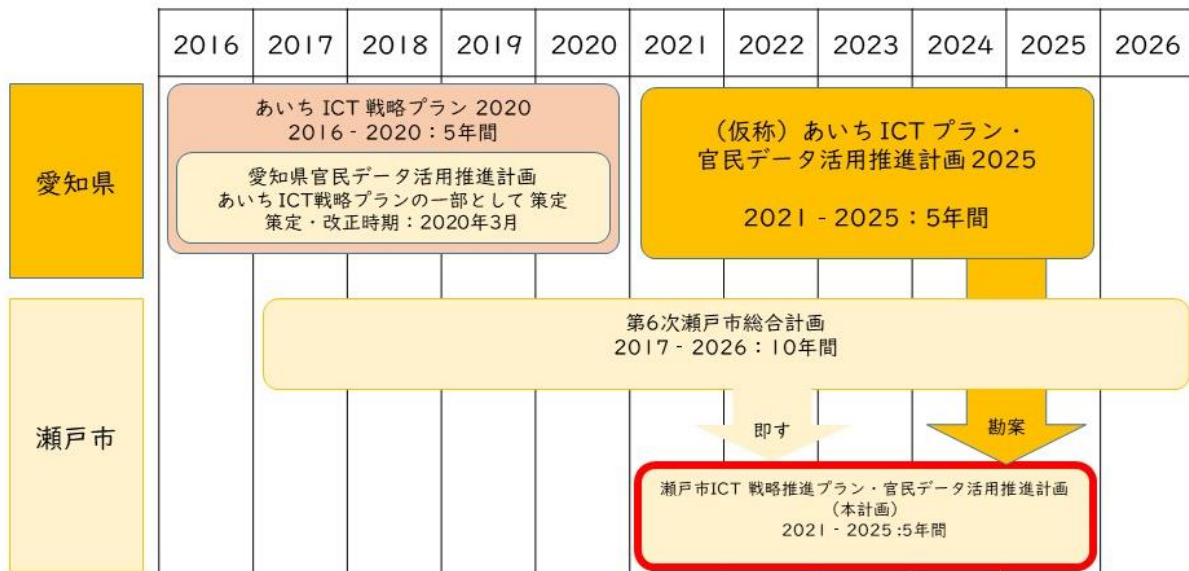 2016 2017 2018 2019 2020 2021 2022 2023 2024 2025 2026
愛知県
あいち ICT 戦略プラン 2020
2016 - 2020：5年間
愛知県官民データ活用推進計画
あいち ICT戦略プランの一部として 策定
策定・改正時期：2020年3月
（仮称）あいち ICT プラン・
官民データ活用推進計画 2025
2021 - 2025：5年間
瀬戸市
第6次瀬戸市総合計画
2017 - 2026：10年間
即す
勘案
瀬戸市ICT 戦略推進プラン・官民データ活用推進計画
（本計画）
2021 - 2025:5年間